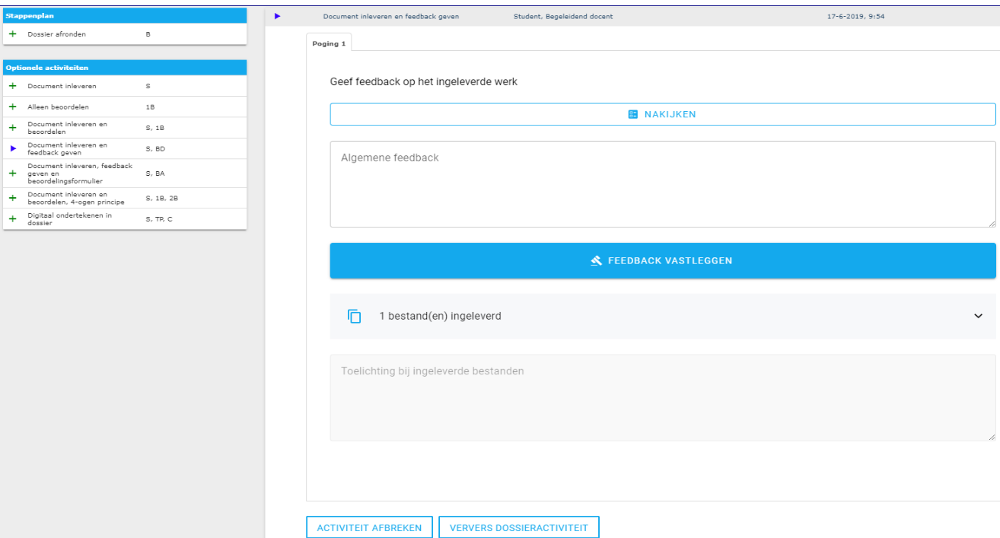 Stappenplan
Dossier afronden B
Optionele activiteiten
Document inleveren S
Alleen beoordelen 1B
Document inleveren en
beoordelen S, 1B
Document inleveren en
feedback geven S, BD
Document inleveren, feedback
geven en S, BA
beoordelingsformulier
Document inleveren en
beoordelen, 4-ogen principe S, 1B, 2B
Digitaal ondertekenen in
dossier S, TP, C
Document inleveren en feedback geven Student, Begeleidend docent 17-6-2019, 9:54
Poging 1
Geef feedback op het ingeleverde werk
NAKIJKEN
Algemene feedback
FEEDBACK VASTLEGGEN
1 bestand(en) ingeleverd
Toelichting bij ingeleverde bestanden
ACTIVITEIT AFBREKEN VERVERS DOSSIERACTIVITEIT